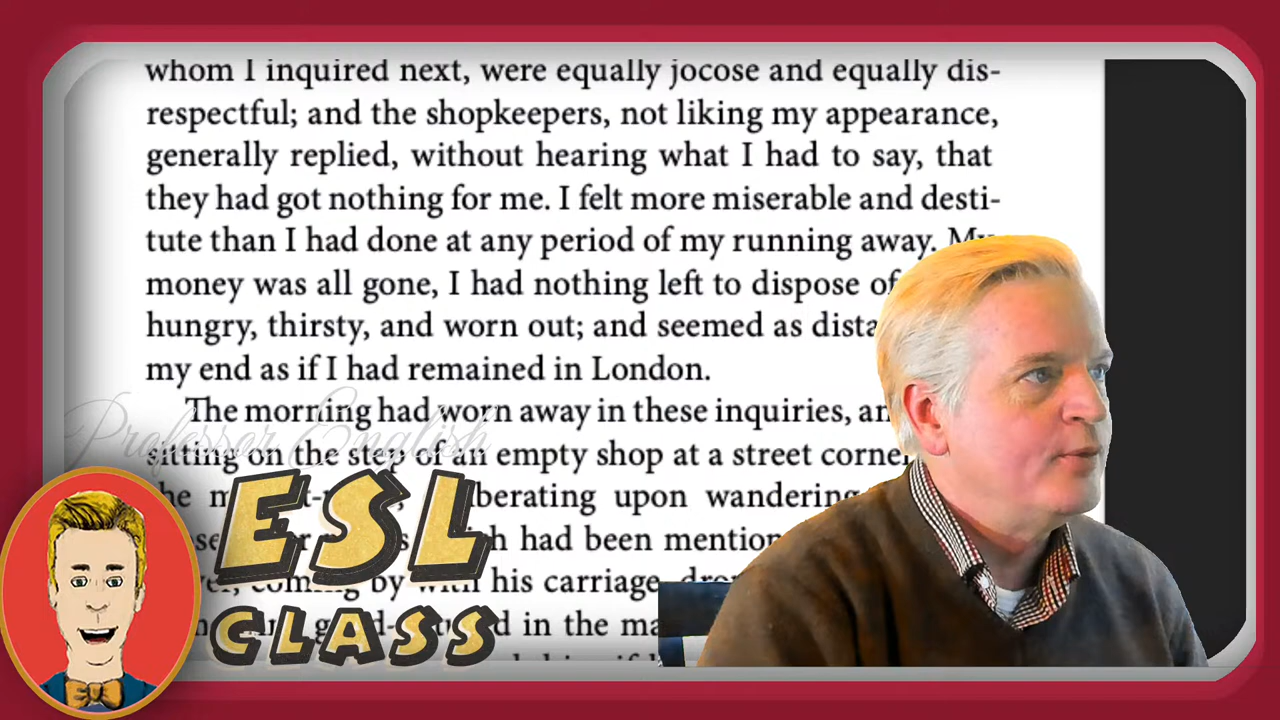 whom I inquired next, were equally jocose and equally dis-
respectful; and the shopkeepers, not liking my appearance,
generally replied, without hearing what I had to say, that
they had got nothing for me. I felt more miserable and desti-
tute than I had done at any period of my running away. My
money was all gone, I had nothing left to dispose of
hungry, thirsty, and worn out; and seemed as
my end as if I had remained in London.
The morning had worn away in these inquiries,
sitting on the step of an empty shop at a street corner
upon wandering
had been
coming by with his carriage
in the
Professor English
ESL
CLASS